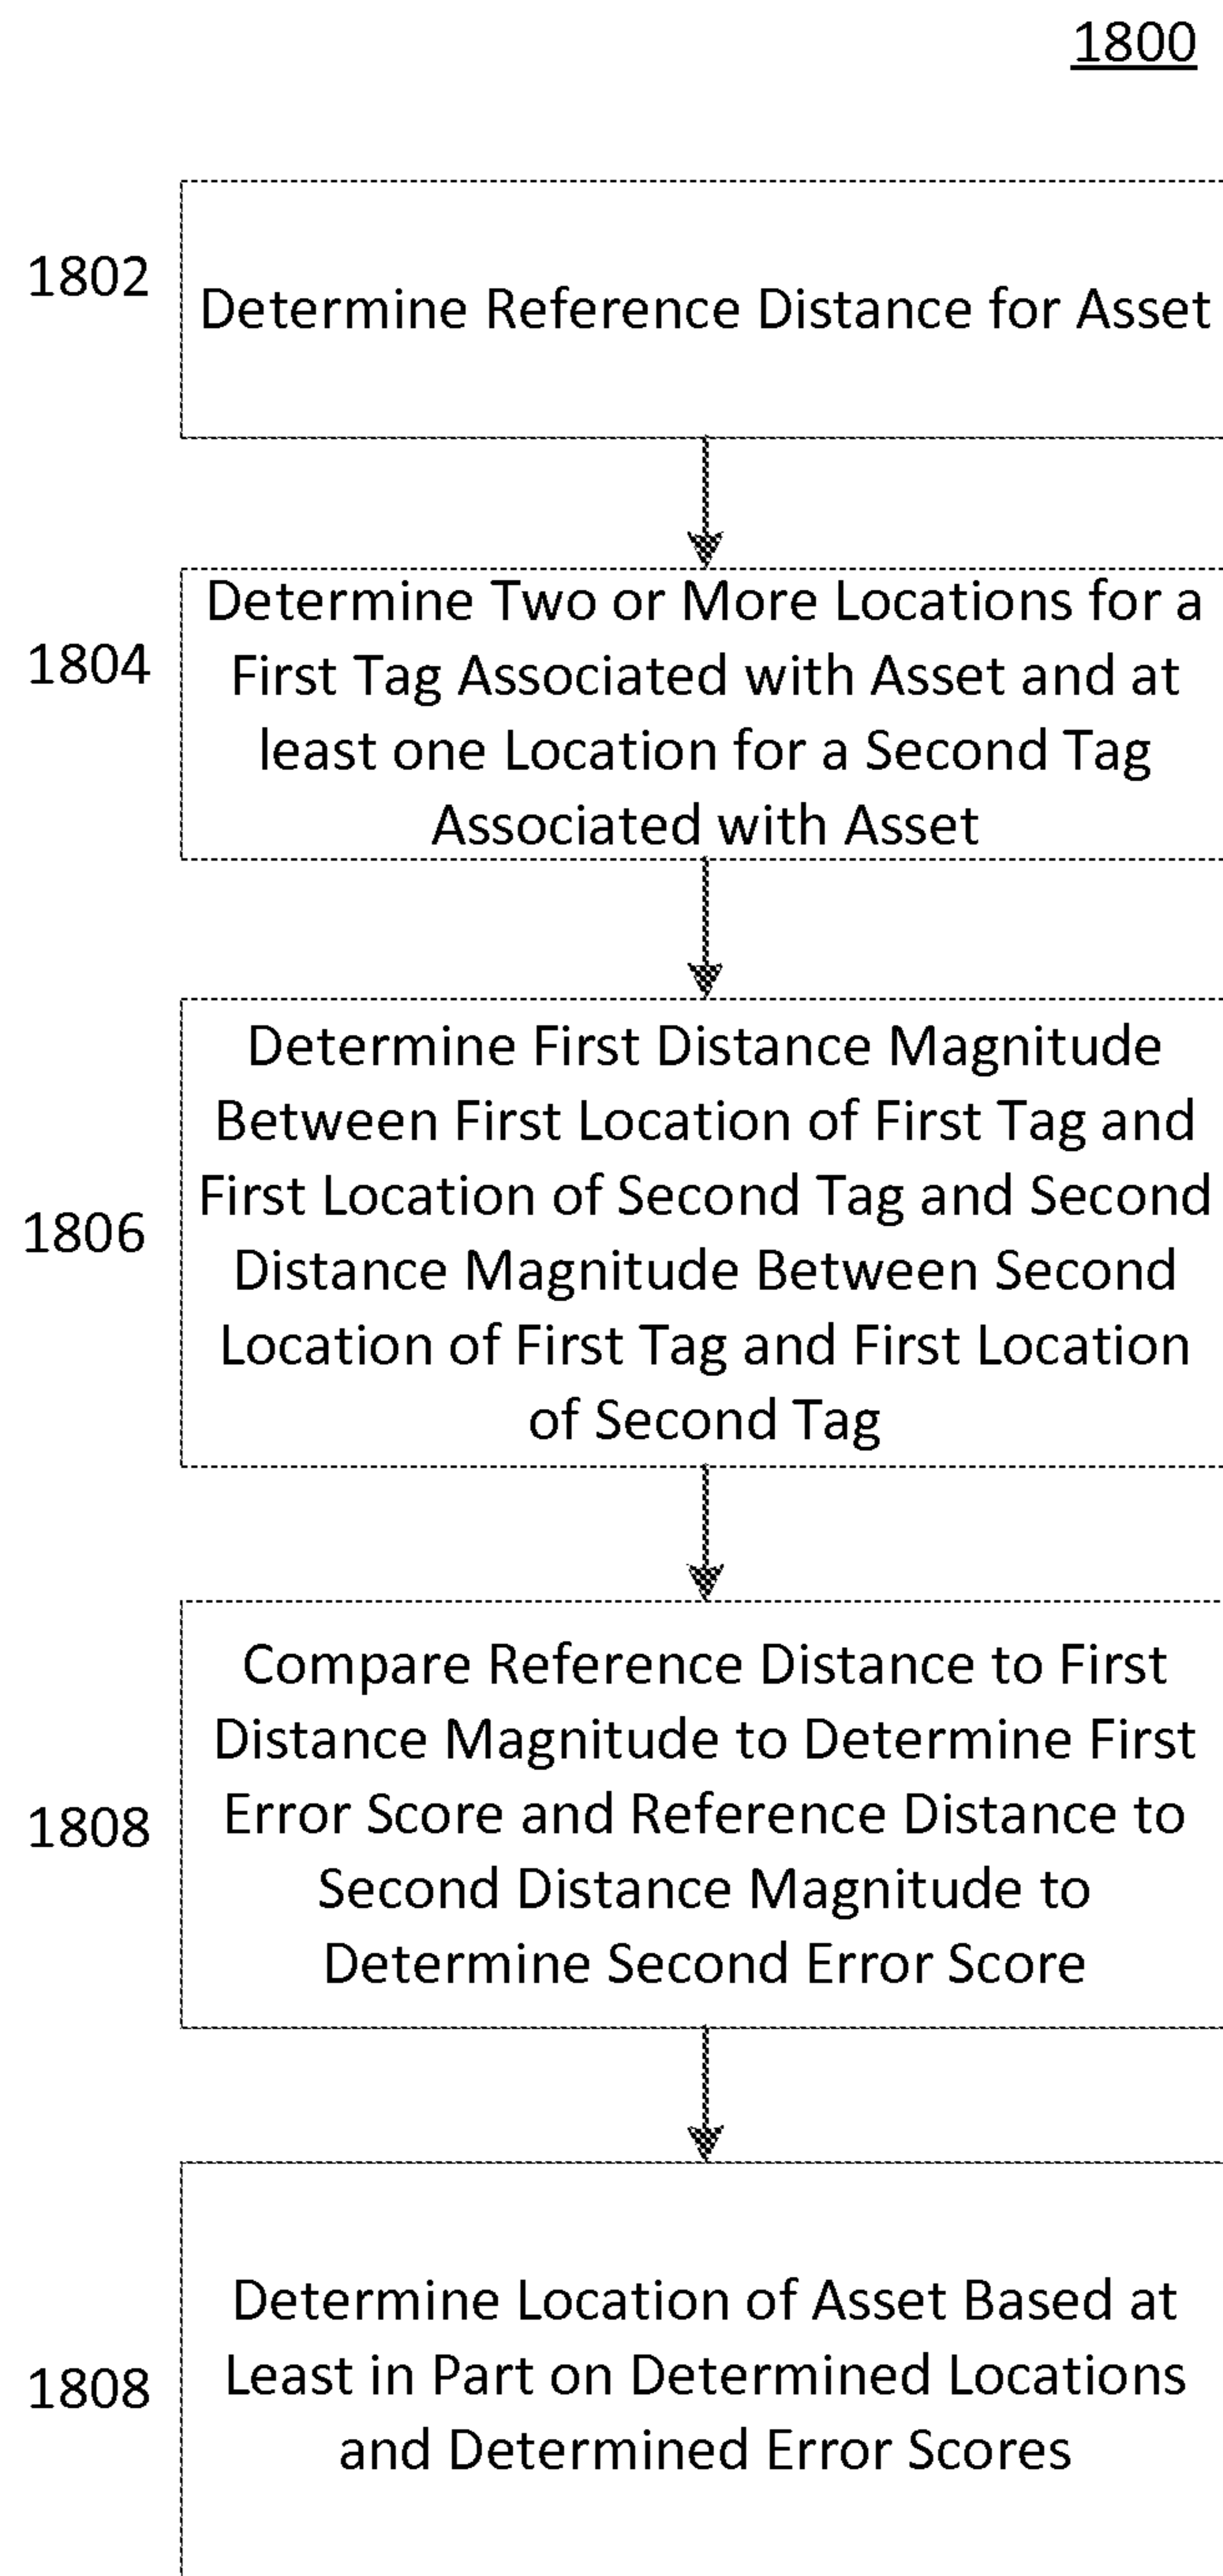 1800
1802
Determine Reference Distance for Asset
1804
Determine Two or More Locations for a
First Tag Associated with Asset and at
least one Location for a Second Tag
Associated with Asset
1806
Determine First Distance Magnitude
Between First Location of First Tag and
First Location of Second Tag and Second
Distance Magnitude Between Second
Location of First Tag and First Location
of Second Tag
1808
Compare Reference Distance to First
Distance Magnitude to Determine First
Error Score and Reference Distance to
Second Distance Magnitude to
Determine Second Error Score
1808
Determine Location of Asset Based at
Least in Part on Determined Locations
and Determined Error Scores